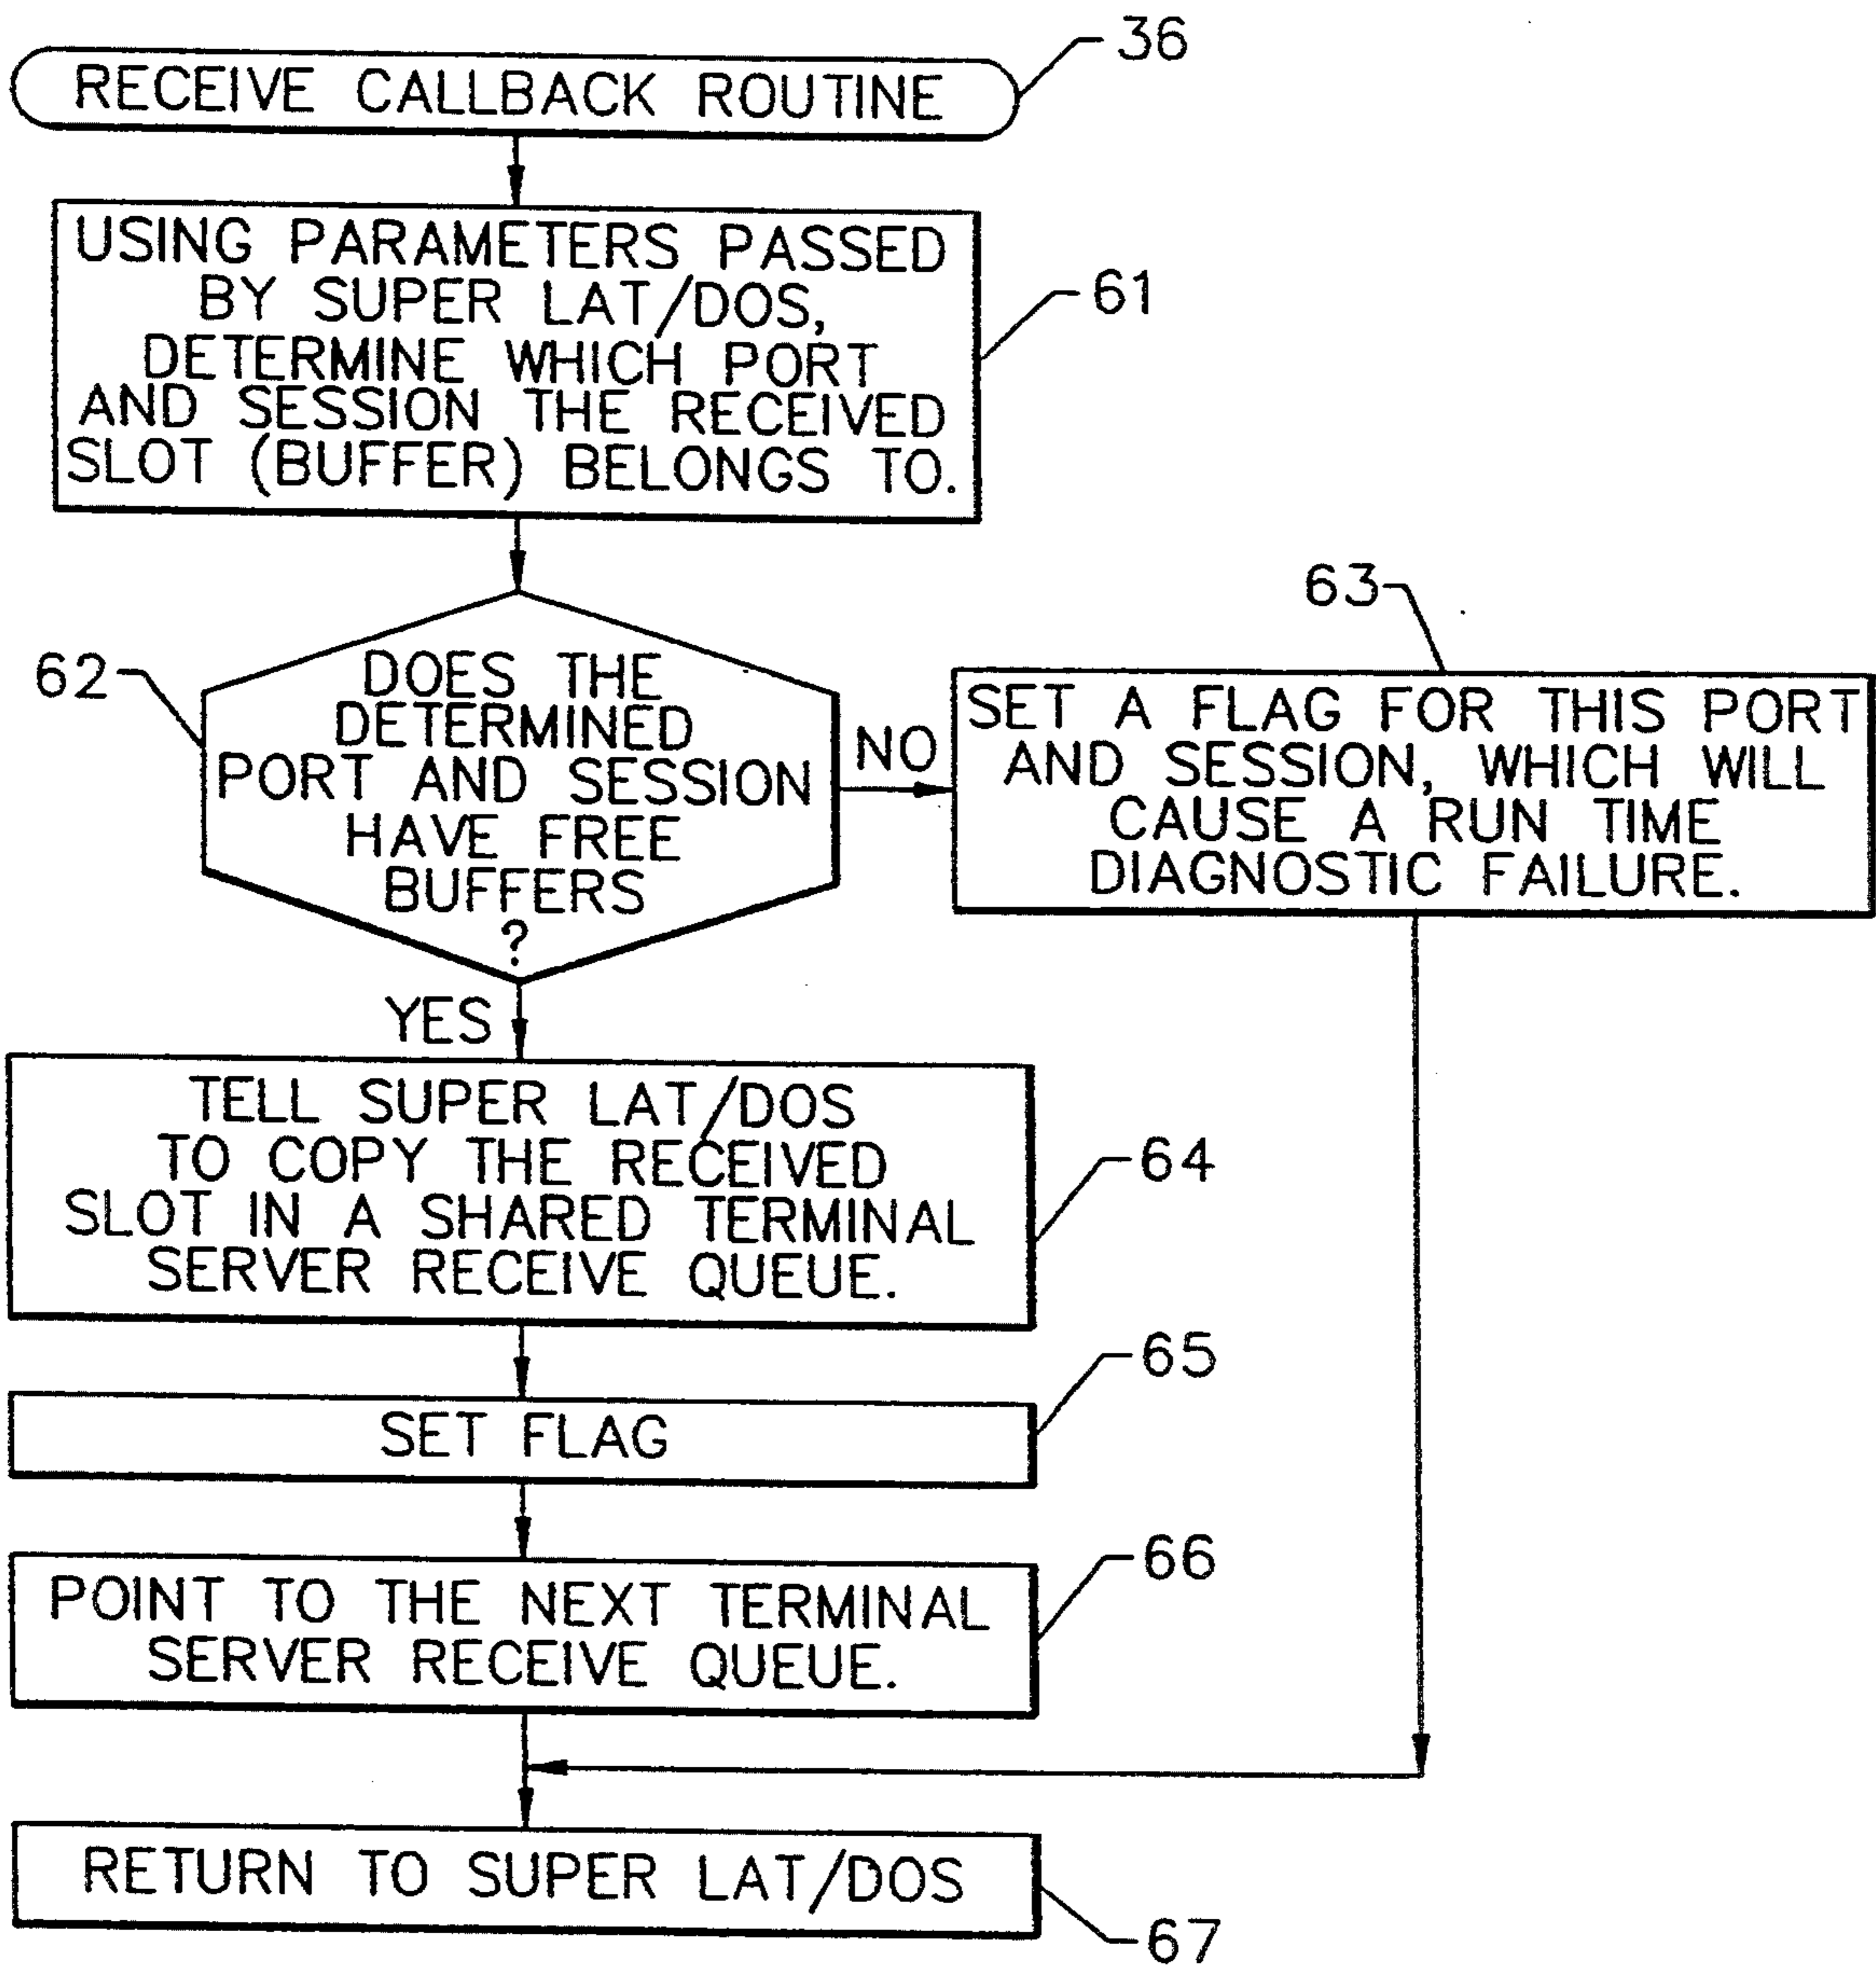 36
RECEIVE CALLBACK ROUTINE
USING PARAMETERS PASSED
BY SUPER LAT/DOS,
DETERMINE WHICH PORT
AND SESSION THE RECEIVED
SLOT (BUFFER) BELONGS TO.
61
62
DOES THE
DETERMINED
PORT AND SESSION
HAVE FREE
BUFFERS
?
NO
63
SET A FLAG FOR THIS PORT
AND SESSION, WHICH WILL
CAUSE A RUN TIME
DIAGNOSTIC FAILURE.
YES
TELL SUPER LAT/DOS
TO COPY THE RECEIVED
SLOT IN A SHARED TERMINAL
SERVER RECEIVE QUEUE.
64
65
SET FLAG
66
POINT TO THE NEXT TERMINAL
SERVER RECEIVE QUEUE.
RETURN TO SUPER LAT/DOS
67